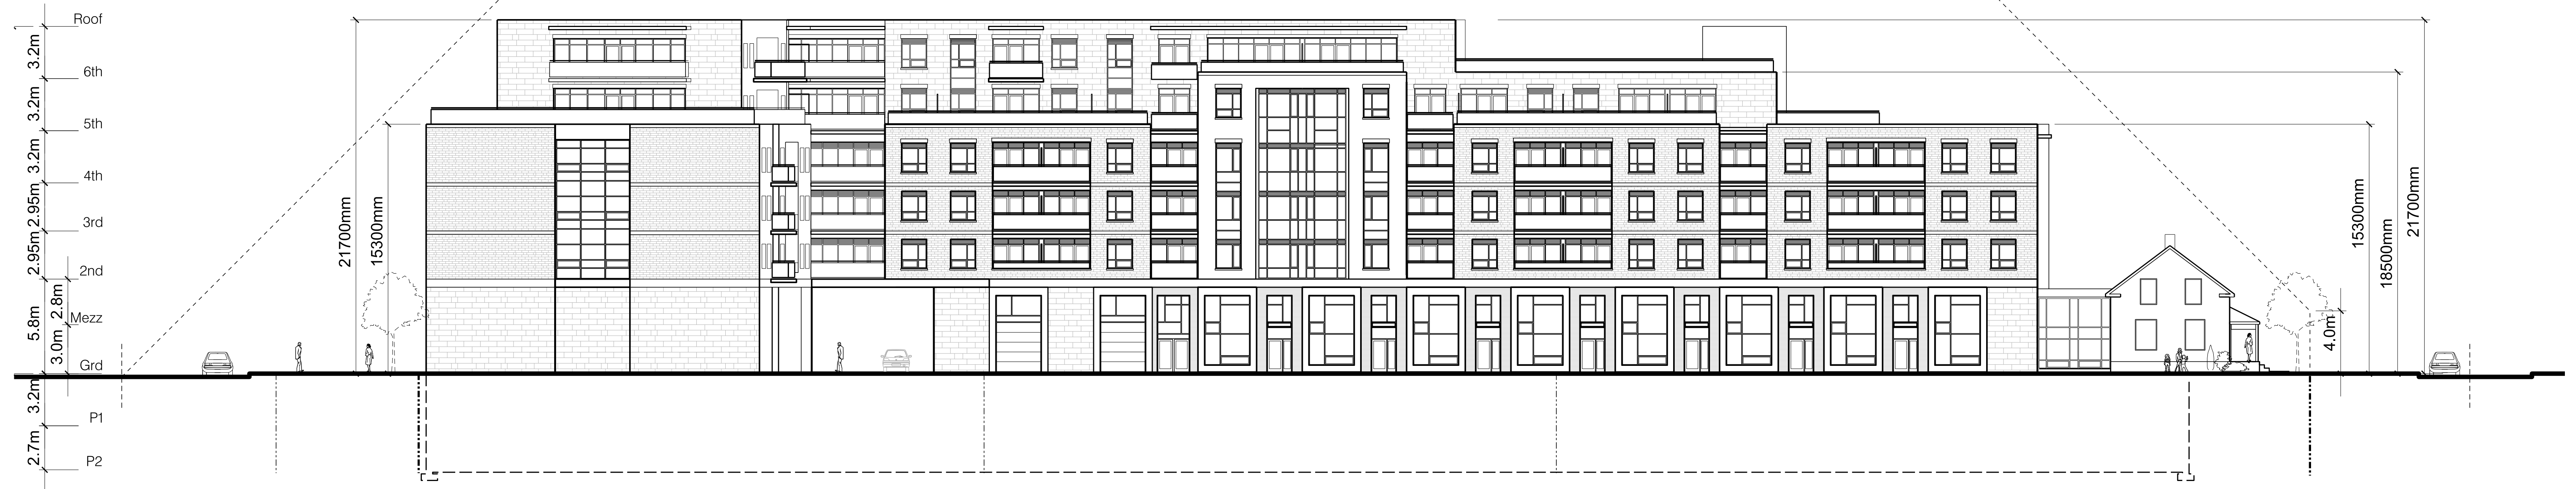 Roof
3.2m
6th
3.2m
5th
3.2m
4th
2.95m
3rd
2.95m
2nd
5.8m
2.8m
Mezz
3.0m
Grd
3.2m
P1
2.7m
P2
21700mm
15300mm
15300mm
18500mm
21700mm
4.0m